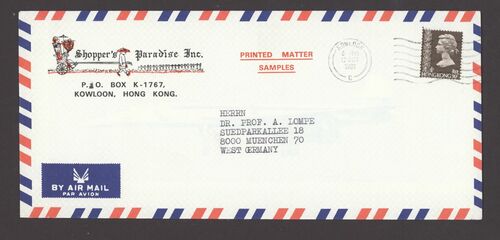 Shopper's Paradise Inc.
P.O. BOX K-1767,
KOWLOON, HONG KONG.
PRINTED MATTER
SAMPLES
KOWLOON
HONG KONG
HERRN
DR. PROF. A. LOMPE
SUEDPARKALLEE 18
8000 MUENCHEN 70
WEST GERMANY
BY AIR MAIL
PAR AVION